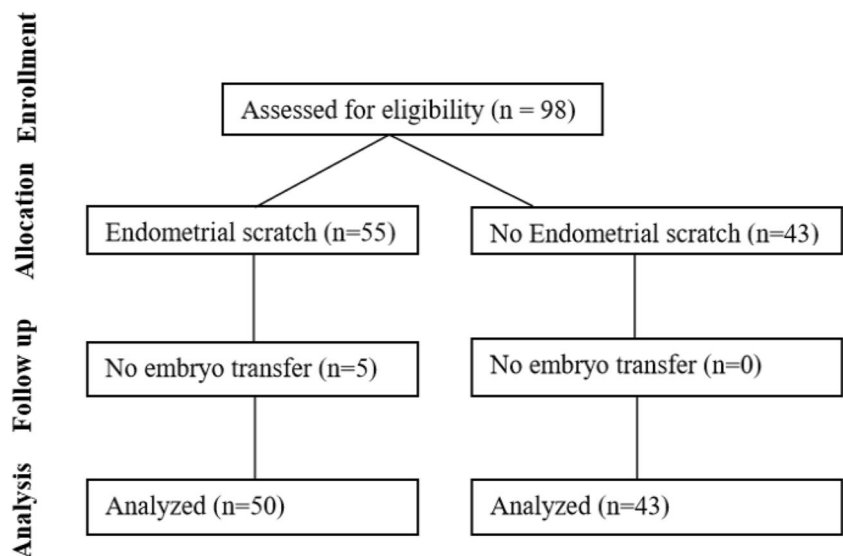 Enrollment
Assessed for eligibility (n = 98)
Allocation
Endometrial scratch (n=55)
No Endometrial scratch (n=43)
Follow up
No embryo transfer (n=5)
No embryo transfer (n=0)
Analysis
Analyzed (n=50)
Analyzed (n=43)